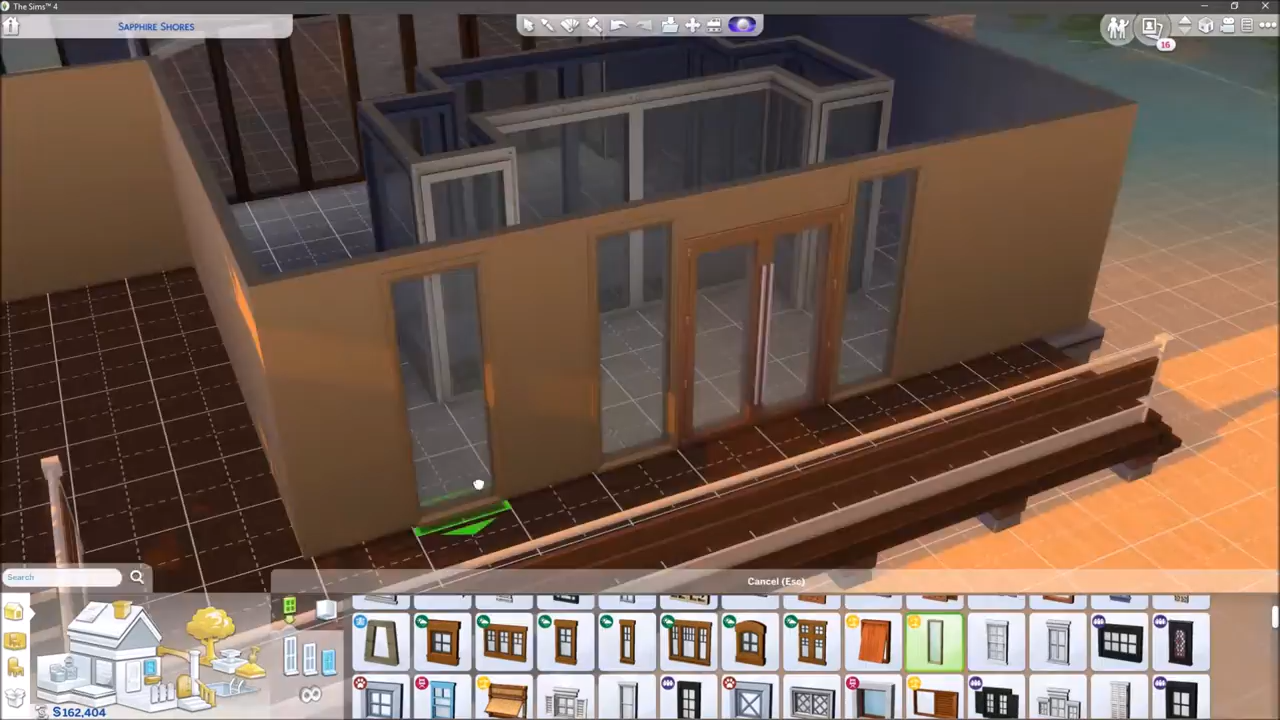 The Sims™ 4
SAPPHIRE SHORES
16
Search
Cancel (Esc)
§162,404